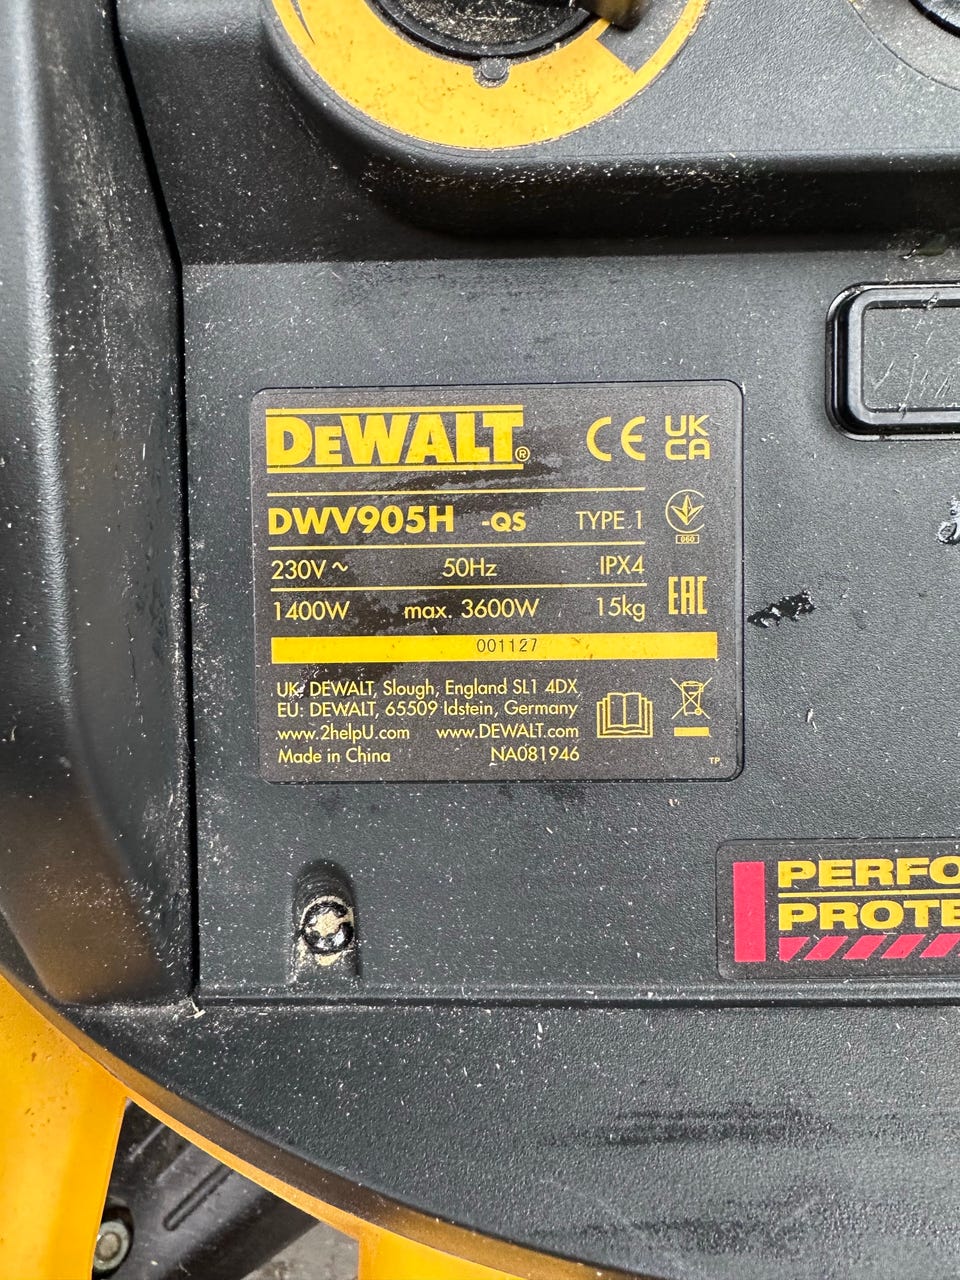 DEWALT®
CE UK CA
DWV905H -QS TYPE 1
230V ~ 50Hz IPX4
060
1400W max. 3600W 15kg
EAC
001127
UK: DEWALT, Slough, England SL1 4DX
EU: DEWALT, 65509 Idstein, Germany
www.2helpU.com www.DEWALT.com
Made in China NA081946
TP
PERFO
PROTE